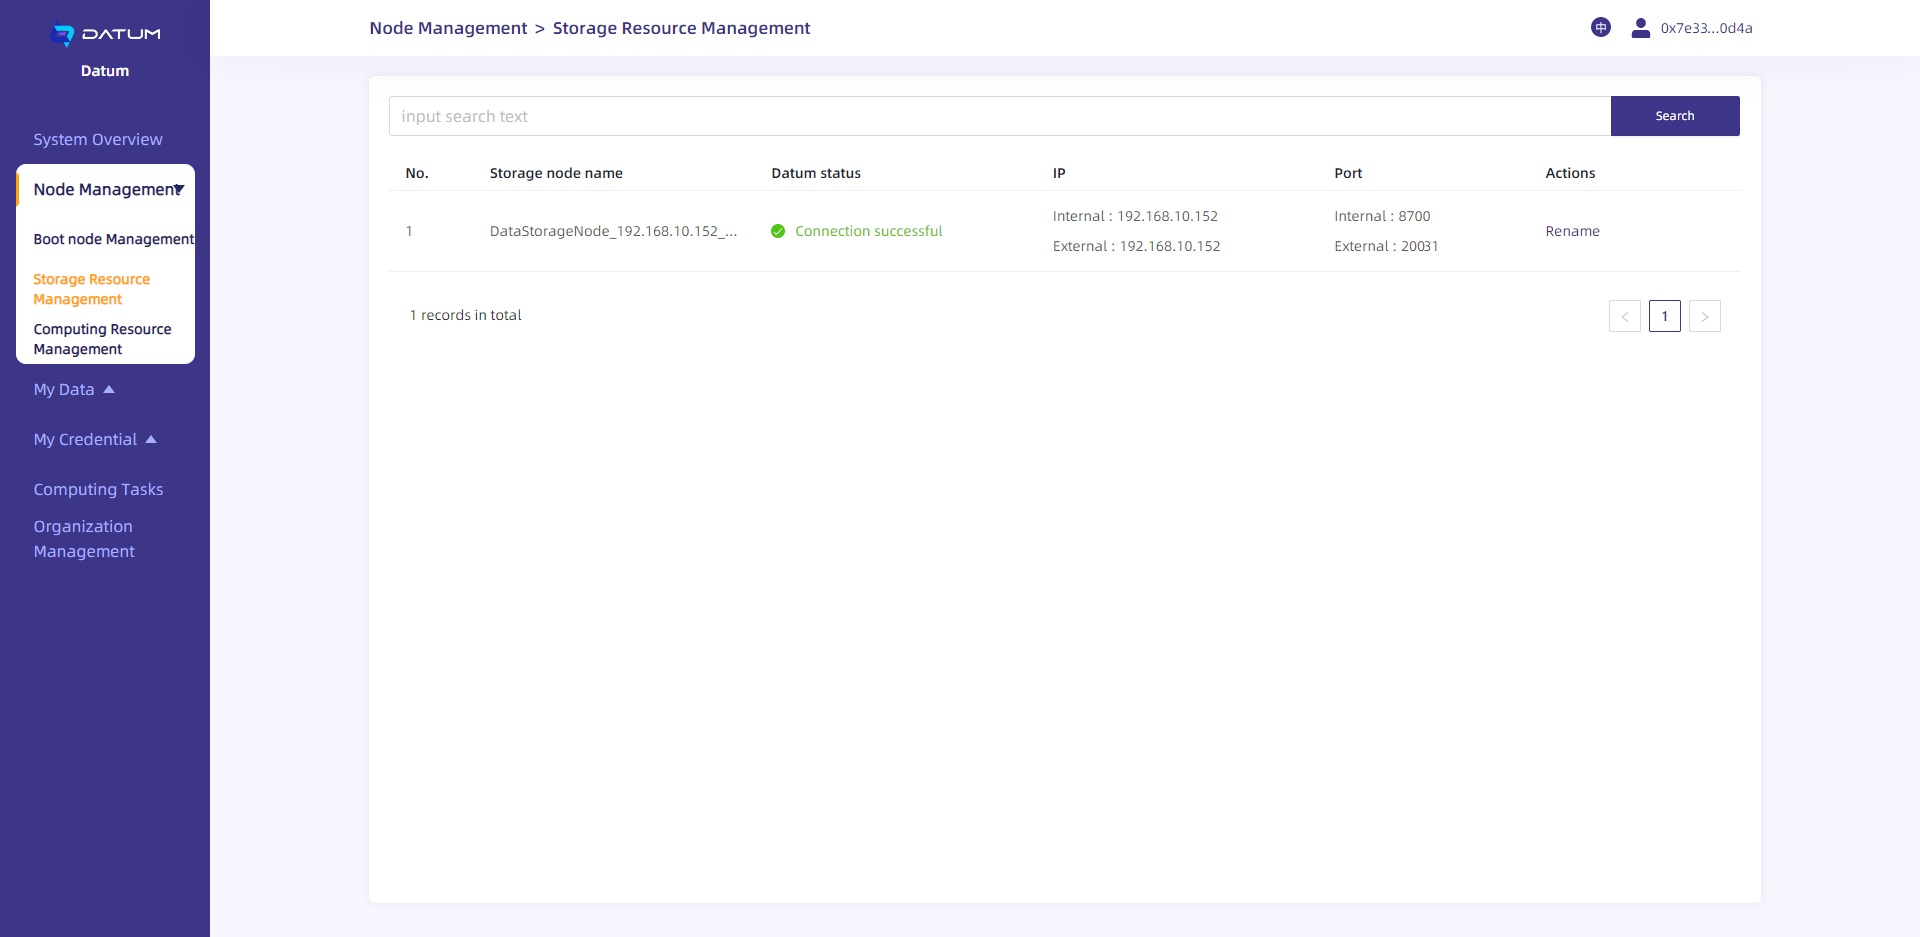 DATUM
Datum
System Overview
Node Management
Boot node Management
Storage Resource
Management
Computing Resource
Management
My Data
My Credential
Computing Tasks
Organization
Management
Node Management > Storage Resource Management
中
0x7e33...0d4a
input search text
Search
No. Storage node name Datum status IP Port Actions
1 DataStorageNode_192.168.10.152_... Connection successful Internal : 192.168.10.152 Internal : 8700 Rename
External : 192.168.10.152 External : 20031
1 records in total
< 1 >